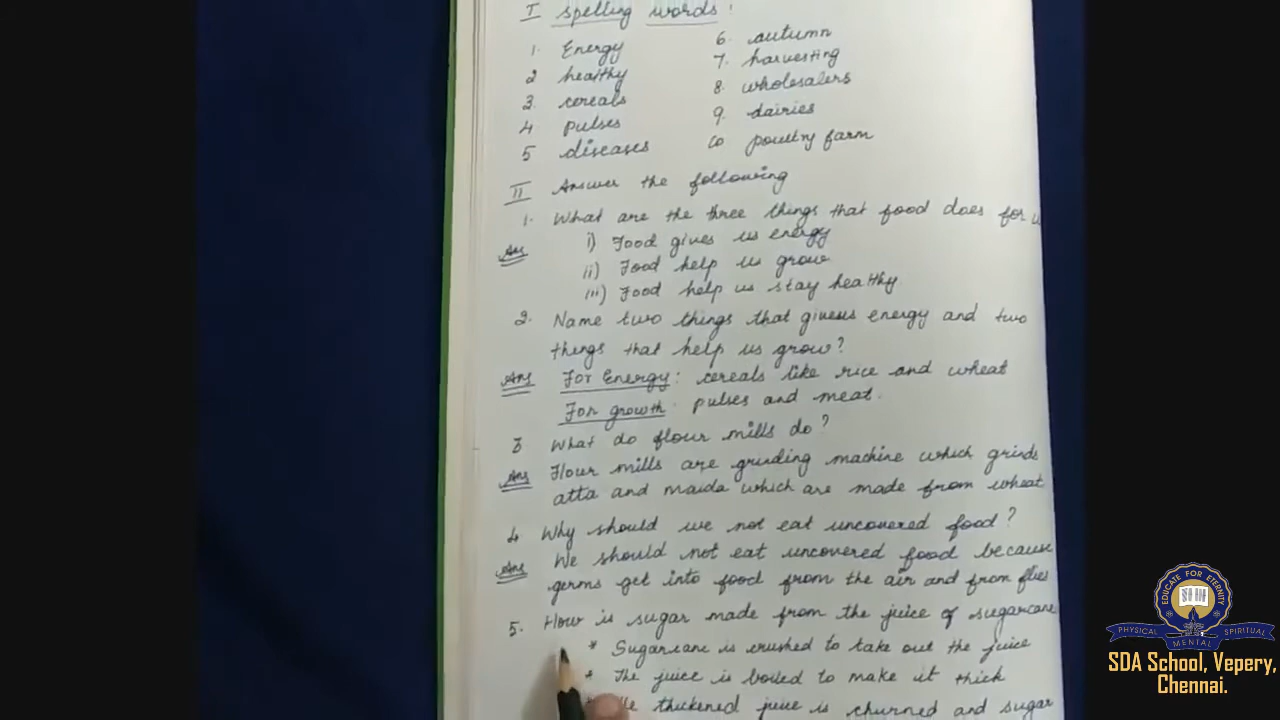 I Spelling words:
1. Energy
2 healthy
3. cereals
4 pulses
5 diseases
6. autumn
7. harvesting
8. wholesalers
9. dairies
10 poultry farm
II Answer the following
1. What are the three things that food does for u
Ans i) Food gives us energy
ii) Food help us grow
iii) Food help us stay healthy.
2. Name two things that gives us energy and two
things that help us grow?
Ans For Energy: cereals like rice and wheat
For growth: pulses and meat.
3 What do flour mills do?
Ans Flour mills are grinding machine which grinds
atta and maida which are made from wheat
4 Why should we not eat uncovered food?
Ans We should not eat uncovered food because
germs get into food from the air and from flies
5. How is sugar made from the juice of sugarcane
* Sugarcane is crushed to take out the juice
* The juice is boiled to make it thick
thickened juice is churned and sugar
EDUCATE FOR ETERNITY
PHYSICAL MENTAL SPIRITUAL
SDA School, Vepery,
Chennai.